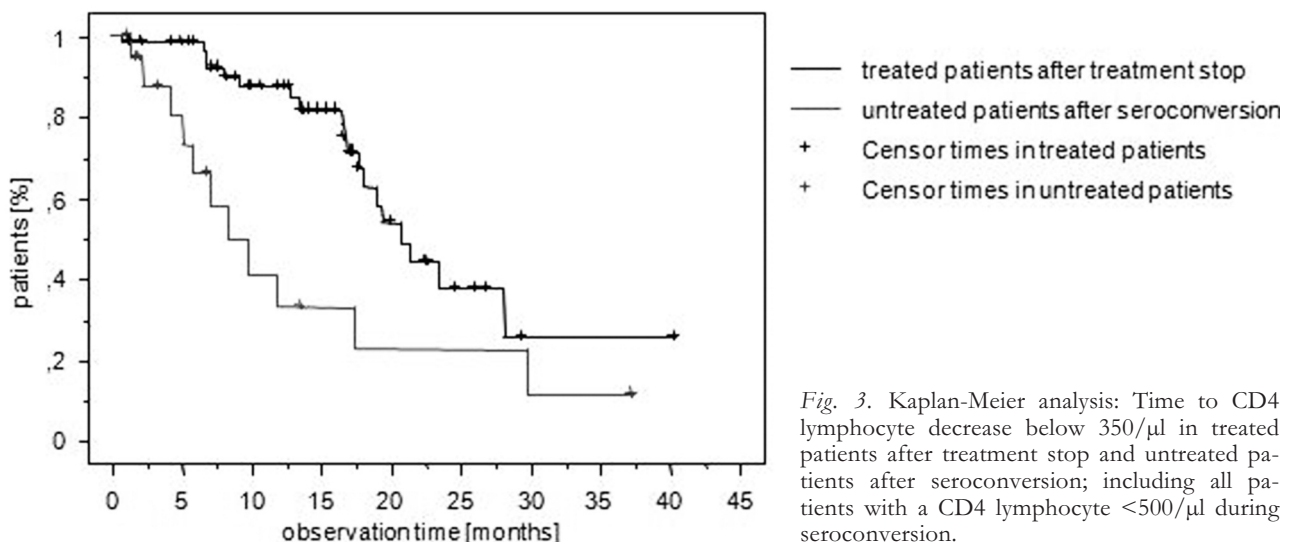 1
,8
,6
,4
,2
0
patients [%]
0 5 10 15 20 25 30 35 40 45
observation time [months]
treated patients after treatment stop
untreated patients after seroconversion
Censor times in treated patients
Censor times in untreated patients
Fig. 3. Kaplan-Meier analysis: Time to CD4
lymphocyte decrease below 350/μl in treated
patients after treatment stop and untreated pa-
tients after seroconversion; including all pa-
tients with a CD4 lymphocyte <500/μl during
seroconversion.